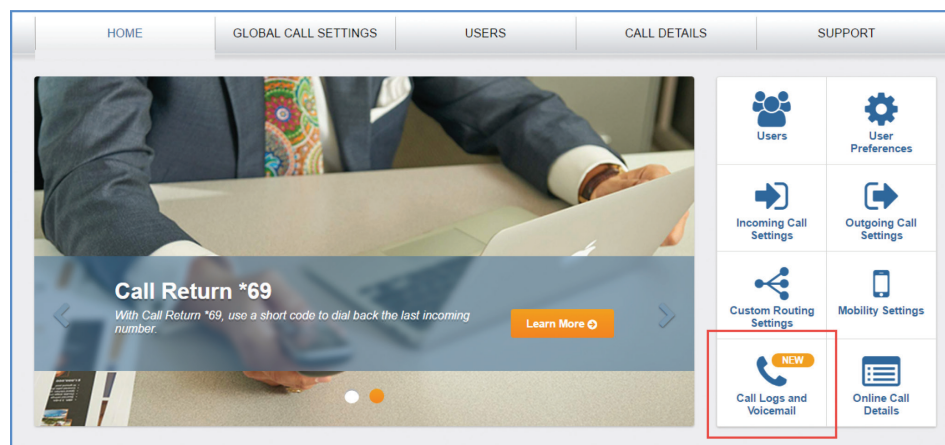 HOME
GLOBAL CALL SETTINGS
USERS
CALL DETAILS
SUPPORT
Call Return *69
With Call Return *69, use a short code to dial back the last incoming
number.
Learn More
Users
User
Preferences
Incoming Call
Settings
Outgoing Call
Settings
Custom Routing
Settings
Mobility Settings
NEW
Call Logs and
Voicemail
Online Call
Details